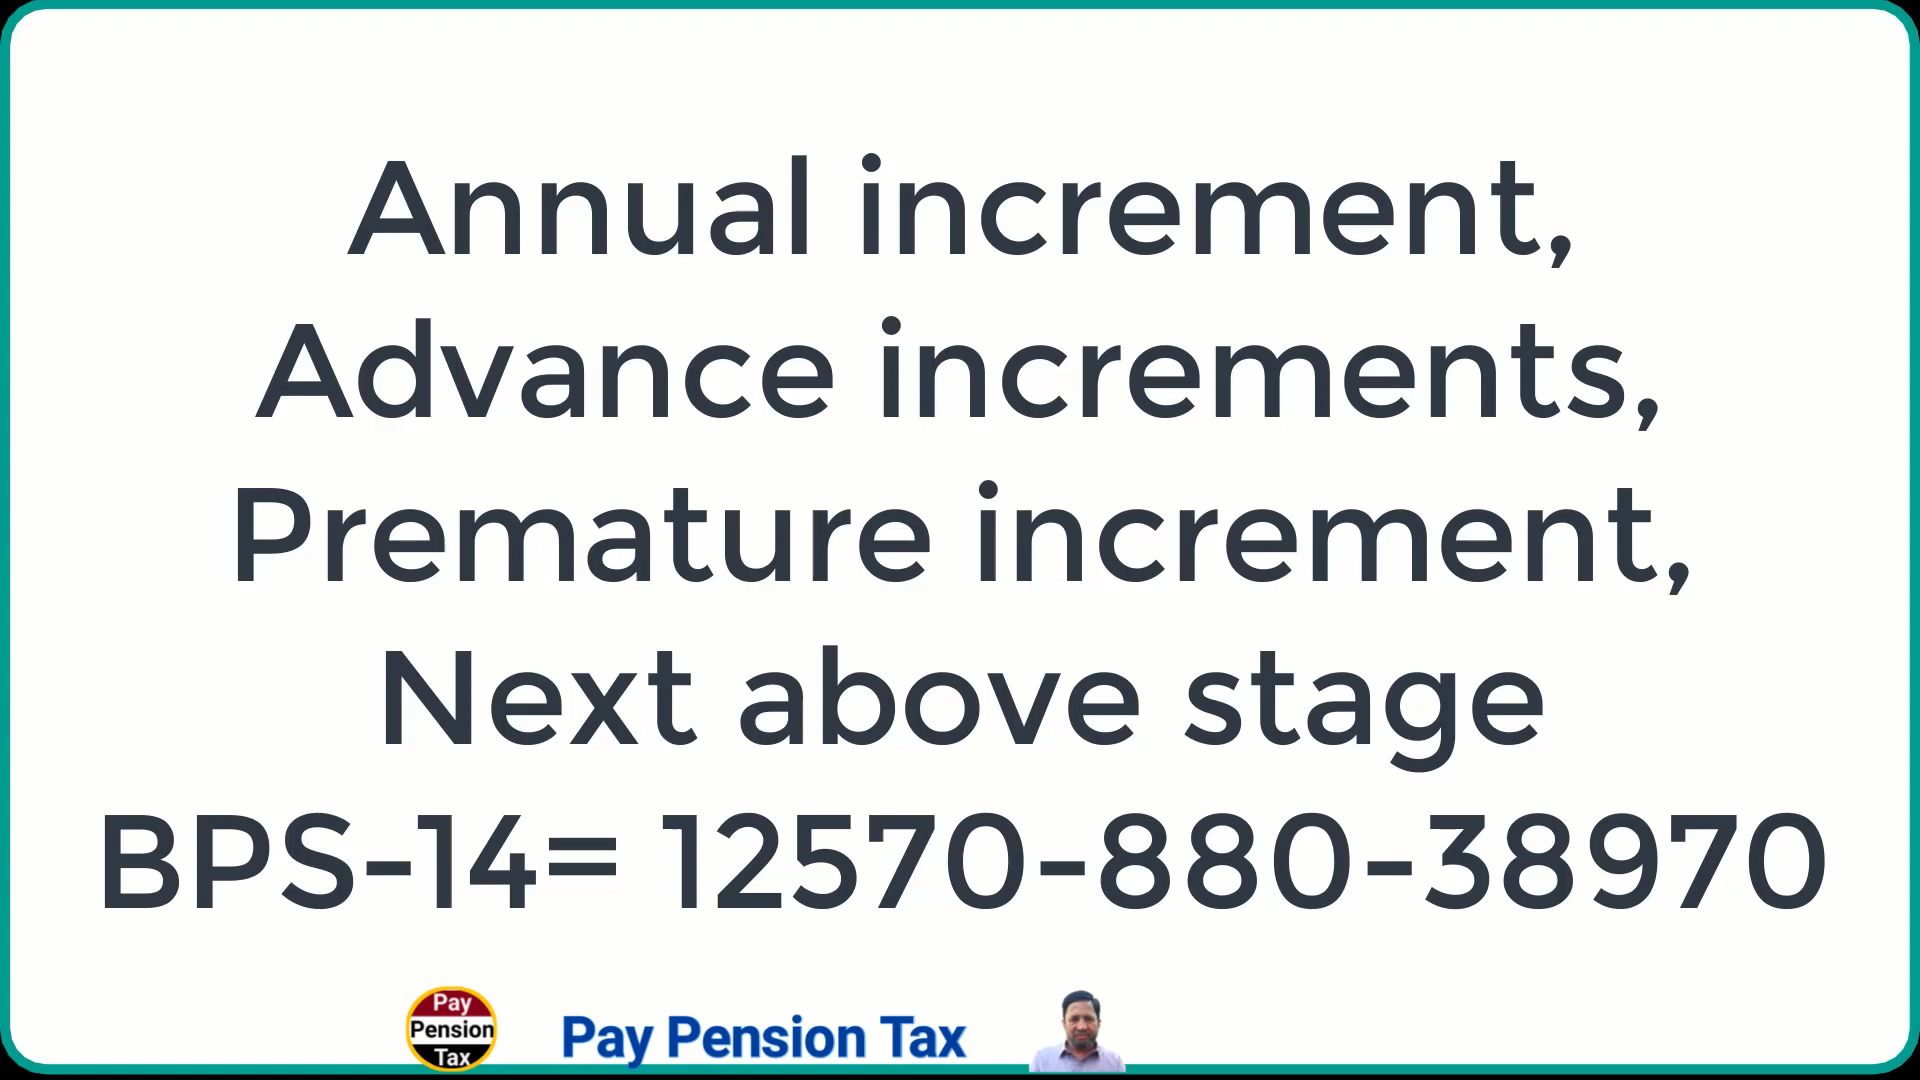 Annual increment,
Advance increments,
Premature increment,
Next above stage
BPS-14= 12570-880-38970
Pay
Pension
Tax
Pay Pension Tax